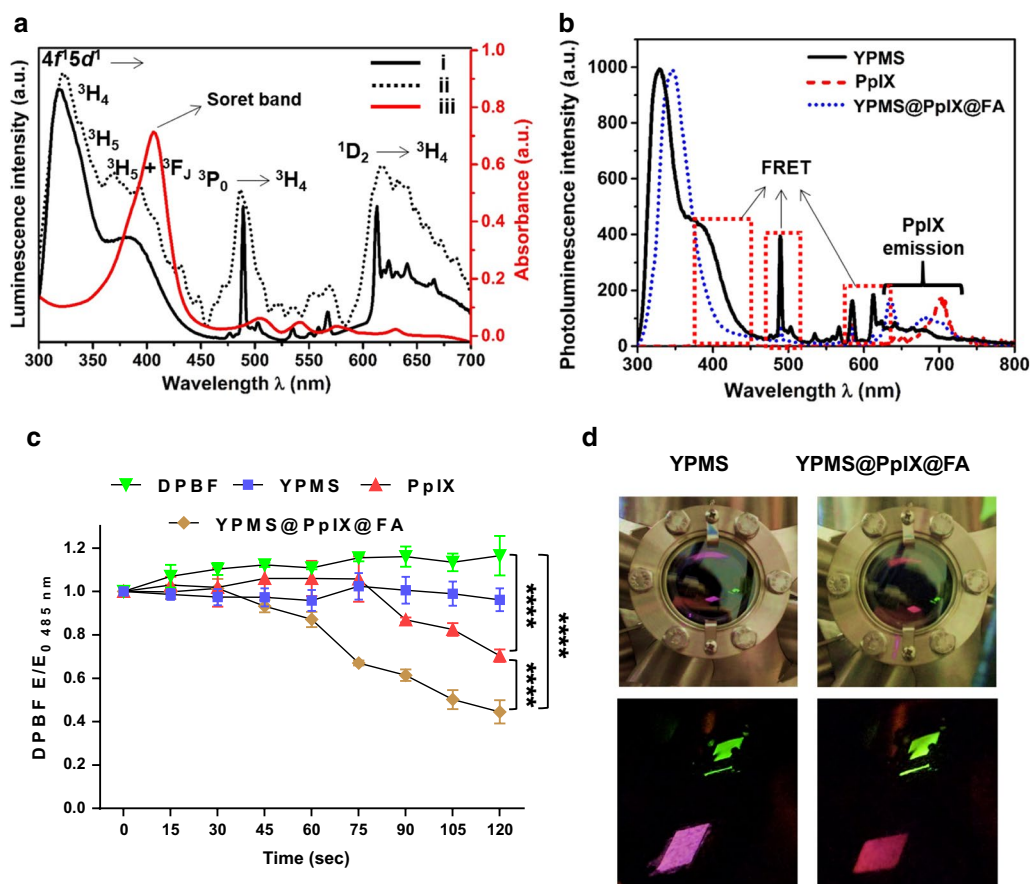 a
4f¹5d¹
³H₄
³H₅
³H₅ + ³F_J
³P₀ → ³H₄
¹D₂ → ³H₄
Soret band
i
ii
iii
Luminescence intensity (a.u.)
Absorbance (a.u.)
1.0
0.8
0.6
0.4
0.2
0.0
300 400 500 600 700
Wavelength λ (nm)
b
YPMS
PpIX
YPMS@PpIX@FA
FRET
PpIX
emission
Photoluminescence intensity (a.u.)
1000
800
600
400
200
0
300 400 500 600 700 800
Wavelength λ (nm)
c
DPBF YPMS PpIX
YPMS@PpIX@FA
DPBF E/E₀ 485 nm
1.2
1.0
0.8
0.6
0.4
0.2
0.0
0 15 30 45 60 75 90 105 120
Time (sec)
****
****
****
d
YPMS YPMS@PpIX@FA